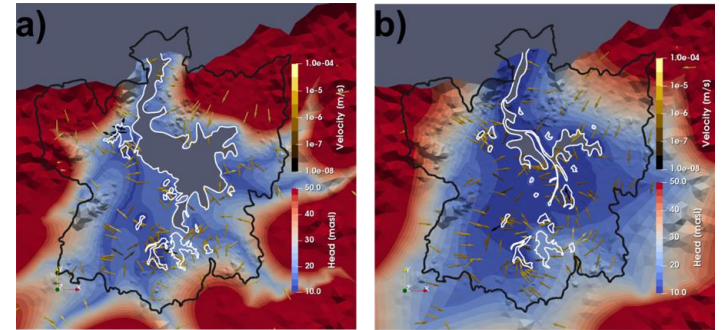 a)
1.0e-04
1e-5
1e-6
1e-7
1.0e-08
Velocity (m/s)
50.0
40
30
20
10.0
Head (masl)
Y
Z
X
b)
1.0e-04
1e-5
1e-6
1e-7
1.0e-08
Velocity (m/s)
50.0
40
30
20
10.0
Head (masl)
Y
Z
X